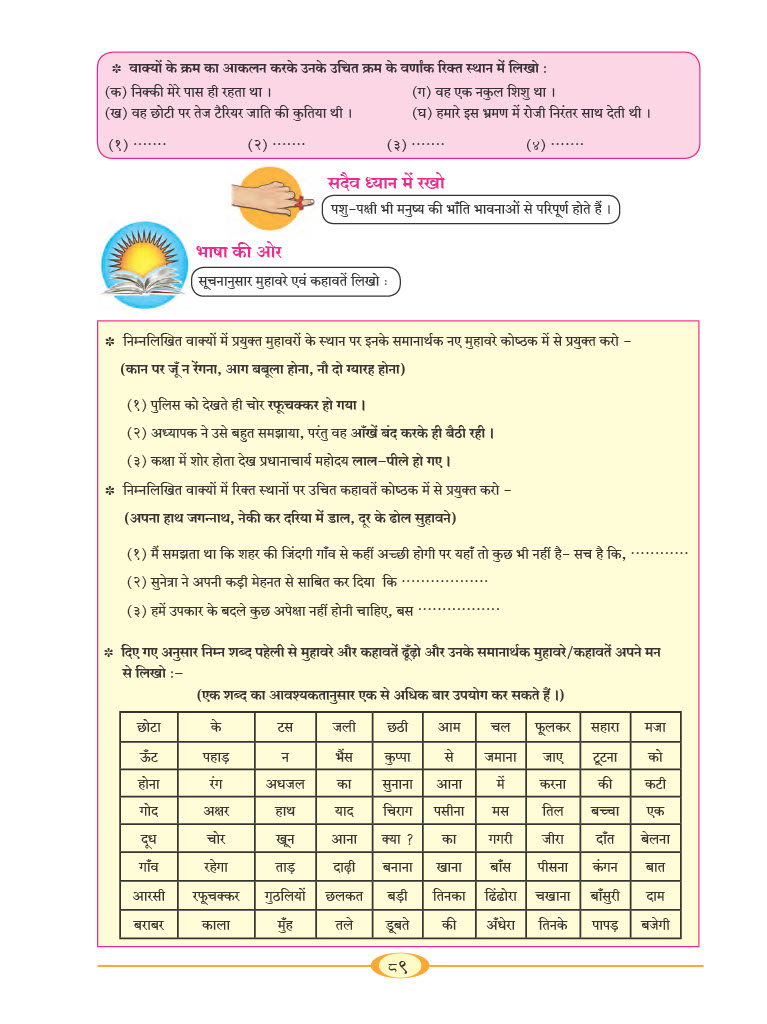 ❊ वाक्यों के क्रम का आकलन करके उनके उचित क्रम के वर्णांक रिक्त स्थान में लिखो :
(क) निक्की मेरे पास ही रहता था । (ग) वह एक नकुल शिशु था ।
(ख) वह छोटी पर तेज टैरियर जाति की कुतिया थी । (घ) हमारे इस भ्रमण में रोजी निरंतर साथ देती थी ।
(१) ······· (२) ······· (३) ······· (४) ·······
सदैव ध्यान में रखो
पशु-पक्षी भी मनुष्य की भाँति भावनाओं से परिपूर्ण होते हैं ।
भाषा की ओर
सूचनानुसार मुहावरे एवं कहावतें लिखो :
❊ निम्नलिखित वाक्यों में प्रयुक्त मुहावरों के स्थान पर इनके समानार्थक नए मुहावरे कोष्ठक में से प्रयुक्त करो -
(कान पर जूँ न रेंगना, आग बबूला होना, नौ दो ग्यारह होना)
(१) पुलिस को देखते ही चोर रफूचक्कर हो गया ।
(२) अध्यापक ने उसे बहुत समझाया, परंतु वह आँखें बंद करके ही बैठी रही ।
(३) कक्षा में शोर होता देख प्रधानाचार्य महोदय लाल-पीले हो गए ।
❊ निम्नलिखित वाक्यों में रिक्त स्थानों पर उचित कहावतें कोष्ठक में से प्रयुक्त करो -
(अपना हाथ जगन्नाथ, नेकी कर दरिया में डाल, दूर के ढोल सुहावने)
(१) मैं समझता था कि शहर की जिंदगी गाँव से कहीं अच्छी होगी पर यहाँ तो कुछ भी नहीं है- सच है कि, ············
(२) सुनेत्रा ने अपनी कड़ी मेहनत से साबित कर दिया कि ··················
(३) हमें उपकार के बदले कुछ अपेक्षा नहीं होनी चाहिए, बस ·················
❊ दिए गए अनुसार निम्न शब्द पहेली से मुहावरे और कहावतें ढूँढ़ो और उनके समानार्थक मुहावरे/कहावतें अपने मन
से लिखो :-
(एक शब्द का आवश्यकतानुसार एक से अधिक बार उपयोग कर सकते हैं ।)
छोटा के टस जली छठी आम चल फूलकर सहारा मजा
ऊँट पहाड़ न भैंस कुप्पा से जमाना जाए टूटना को
होना रंग अधजल का सुनाना आना में करना की कटी
गोद अक्षर हाथ याद चिराग पसीना मस तिल बच्चा एक
दूध चोर खून आना क्या ? का गगरी जीरा दाँत बेलना
गाँव रहेगा ताड़ दाढ़ी बनाना खाना बाँस पीसना कंगन बात
आरसी रफूचक्कर गुठलियों छलकत बड़ी तिनका ढिंढोरा चखाना बाँसुरी दाम
बराबर काला मुँह तले डूबते की अँधेरा तिनके पापड़ बजेगी
८९